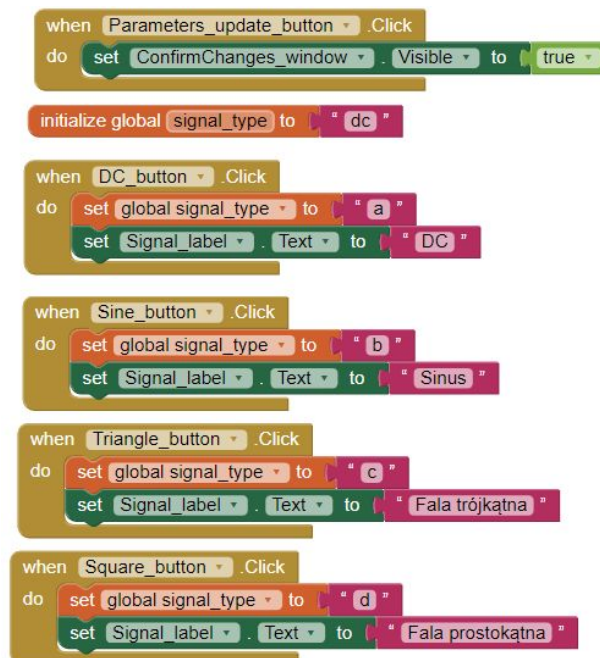 when Parameters_update_button .Click
do set ConfirmChanges_window . Visible to true
initialize global signal_type to " dc "
when DC_button .Click
do set global signal_type to " a "
set Signal_label . Text to " DC "
when Sine_button .Click
do set global signal_type to " b "
set Signal_label . Text to " Sinus "
when Triangle_button .Click
do set global signal_type to " c "
set Signal_label . Text to " Fala trójkątna "
when Square_button .Click
do set global signal_type to " d "
set Signal_label . Text to " Fala prostokątna "